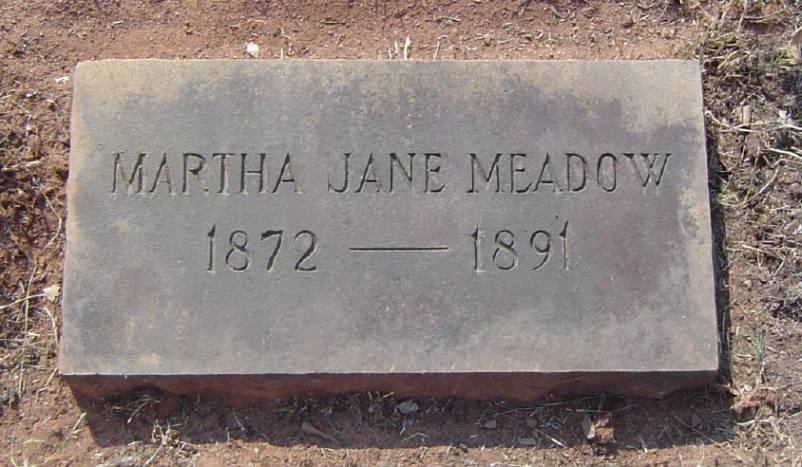 MARTHA JANE MEADOW
1872 — 1891